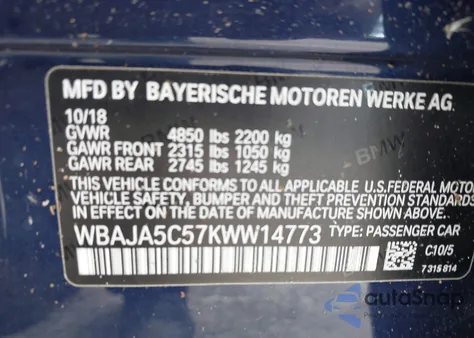 MFD BY BAYERISCHE MOTOREN WERKE AG.
10/18
GVWR 4850 lbs 2200 kg
GAWR FRONT 2315 lbs 1050 kg
GAWR REAR 2745 lbs 1245 kg
THIS VEHICLE CONFORMS TO ALL APPLICABLE U.S.FEDERAL MOTO
VEHICLE SAFETY, BUMPER AND THEFT PREVENTION STANDARDS
IN EFFECT ON THE DATE OF MANUFACTURE SHOWN ABOVE.
WBAJA5C57KWW14773 TYPE: PASSENGER CAR
C10/5
7315814
autoSnap